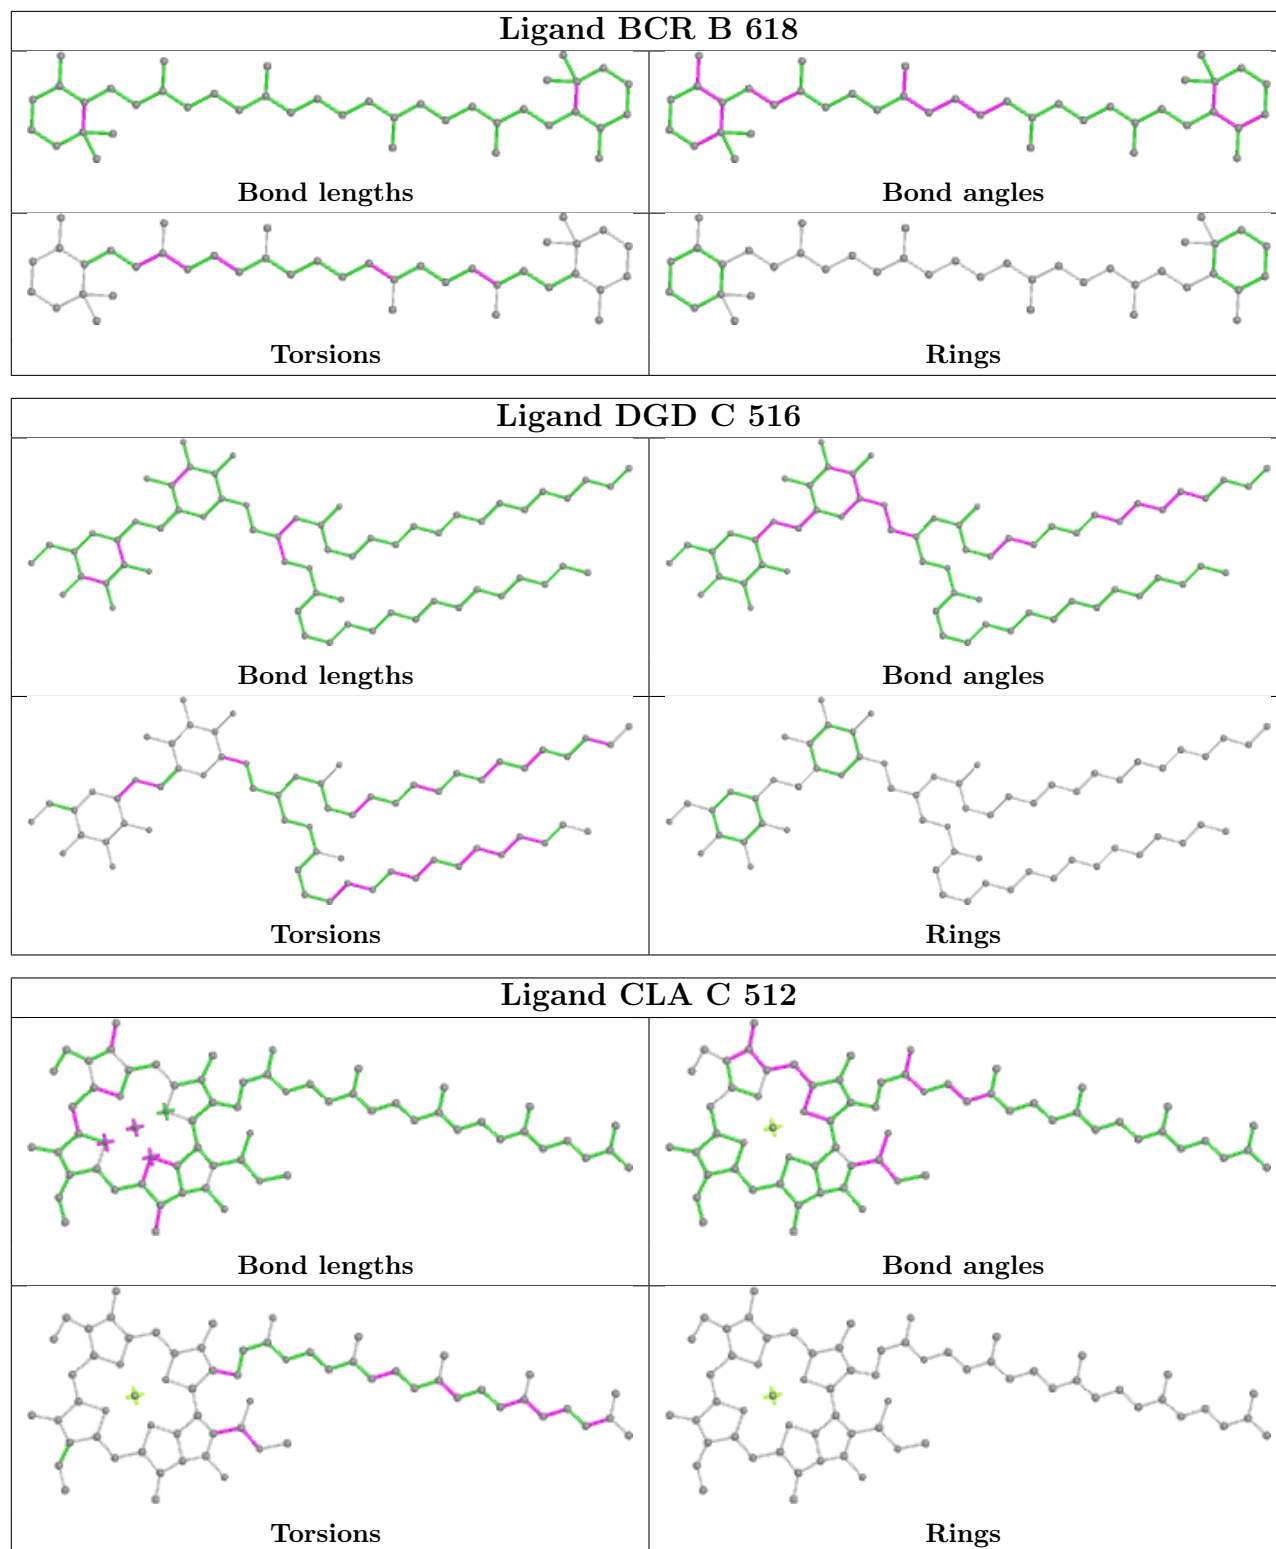 Ligand BCR B 618
Bond lengths
Bond angles
Torsions
Rings
Ligand DGD C 516
Bond lengths
Bond angles
Torsions
Rings
Ligand CLA C 512
Bond lengths
Bond angles
Torsions
Rings